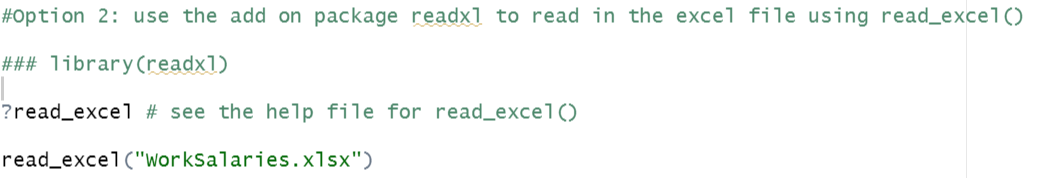 #Option 2: use the add on package readxl to read in the excel file using read_excel()
### library(readxl)
?read_excel # see the help file for read_excel()
read_excel("WorkSalaries.xlsx")